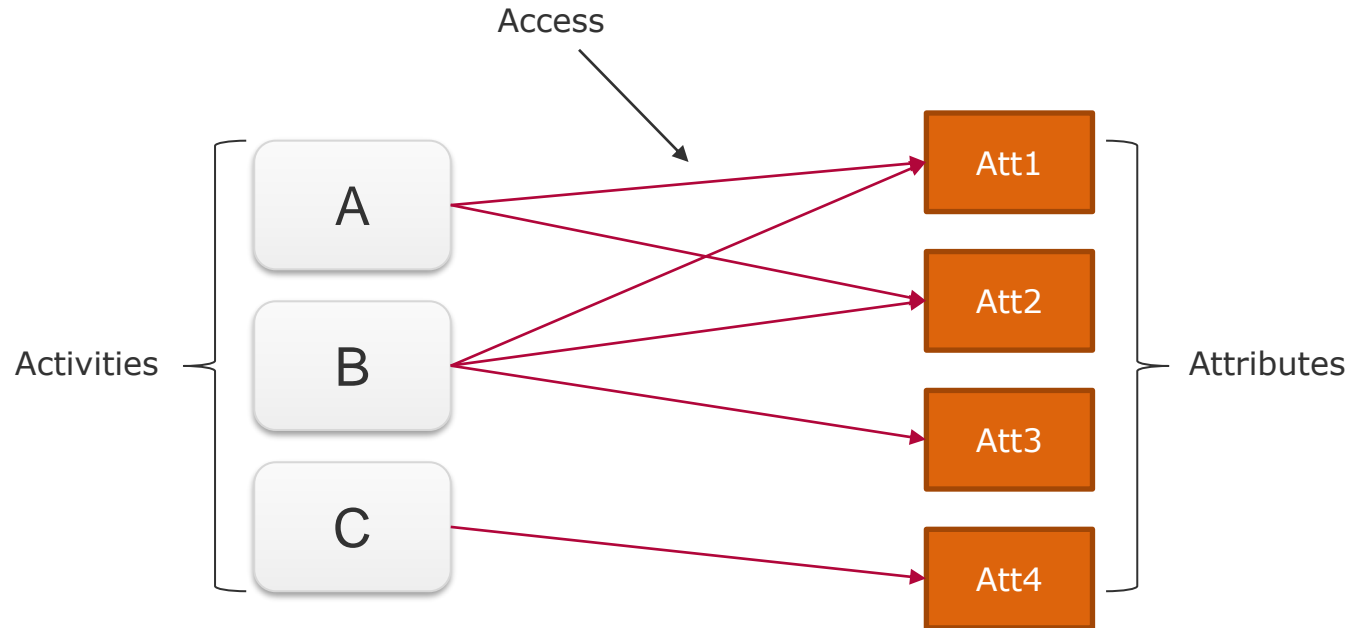 Access
Activities
A
B
C
Att1
Att2
Att3
Att4
Attributes